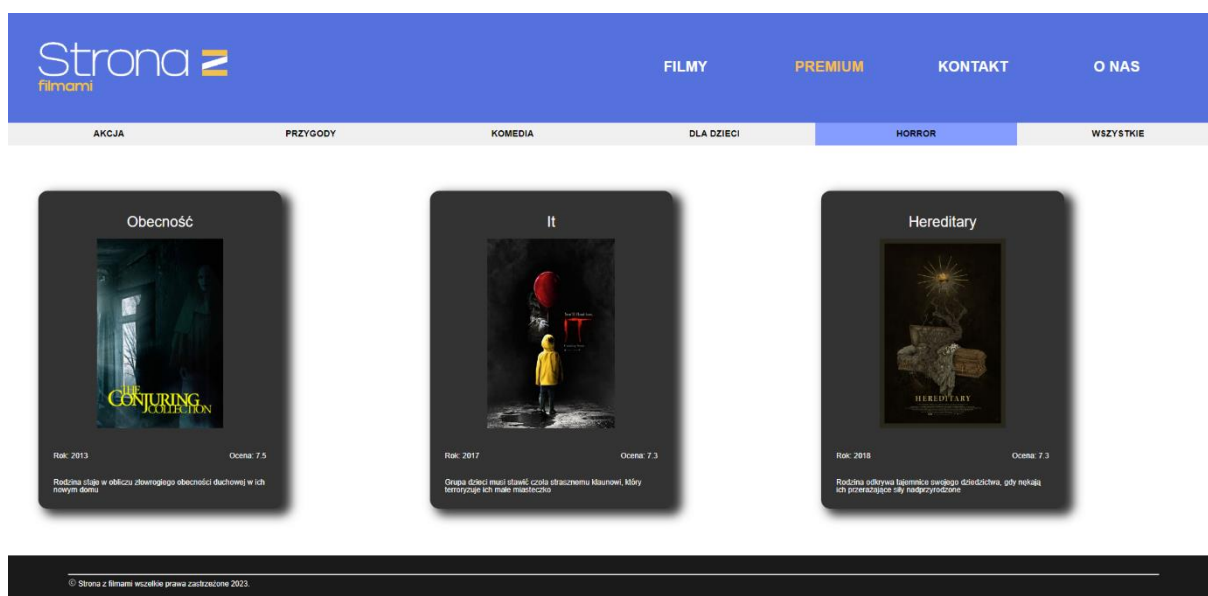 Strona z
filmami
FILMY PREMIUM KONTAKT O NAS
AKCJA PRZYGODY KOMEDIA DLA DZIECI HORROR WSZYSTKIE
Obecność
THE
CONJURING
COLLECTION
Rok: 2013 Ocena: 7.5
Rodzina staje w obliczu złowrogiego obecności duchowej w ich
nowym domu
It
IT
Rok: 2017 Ocena: 7.3
Grupa dzieci musi stawić czoła strasznemu klaunowi, który
terroryzuje ich małe miasteczko
Hereditary
HEREDITARY
Rok: 2018 Ocena: 7.3
Rodzina odkrywa tajemnice swojego dziedzictwa, gdy nękają
ich przerażające siły nadprzyrodzone
© Strona z filmami wszelkie prawa zastrzeżone 2023.